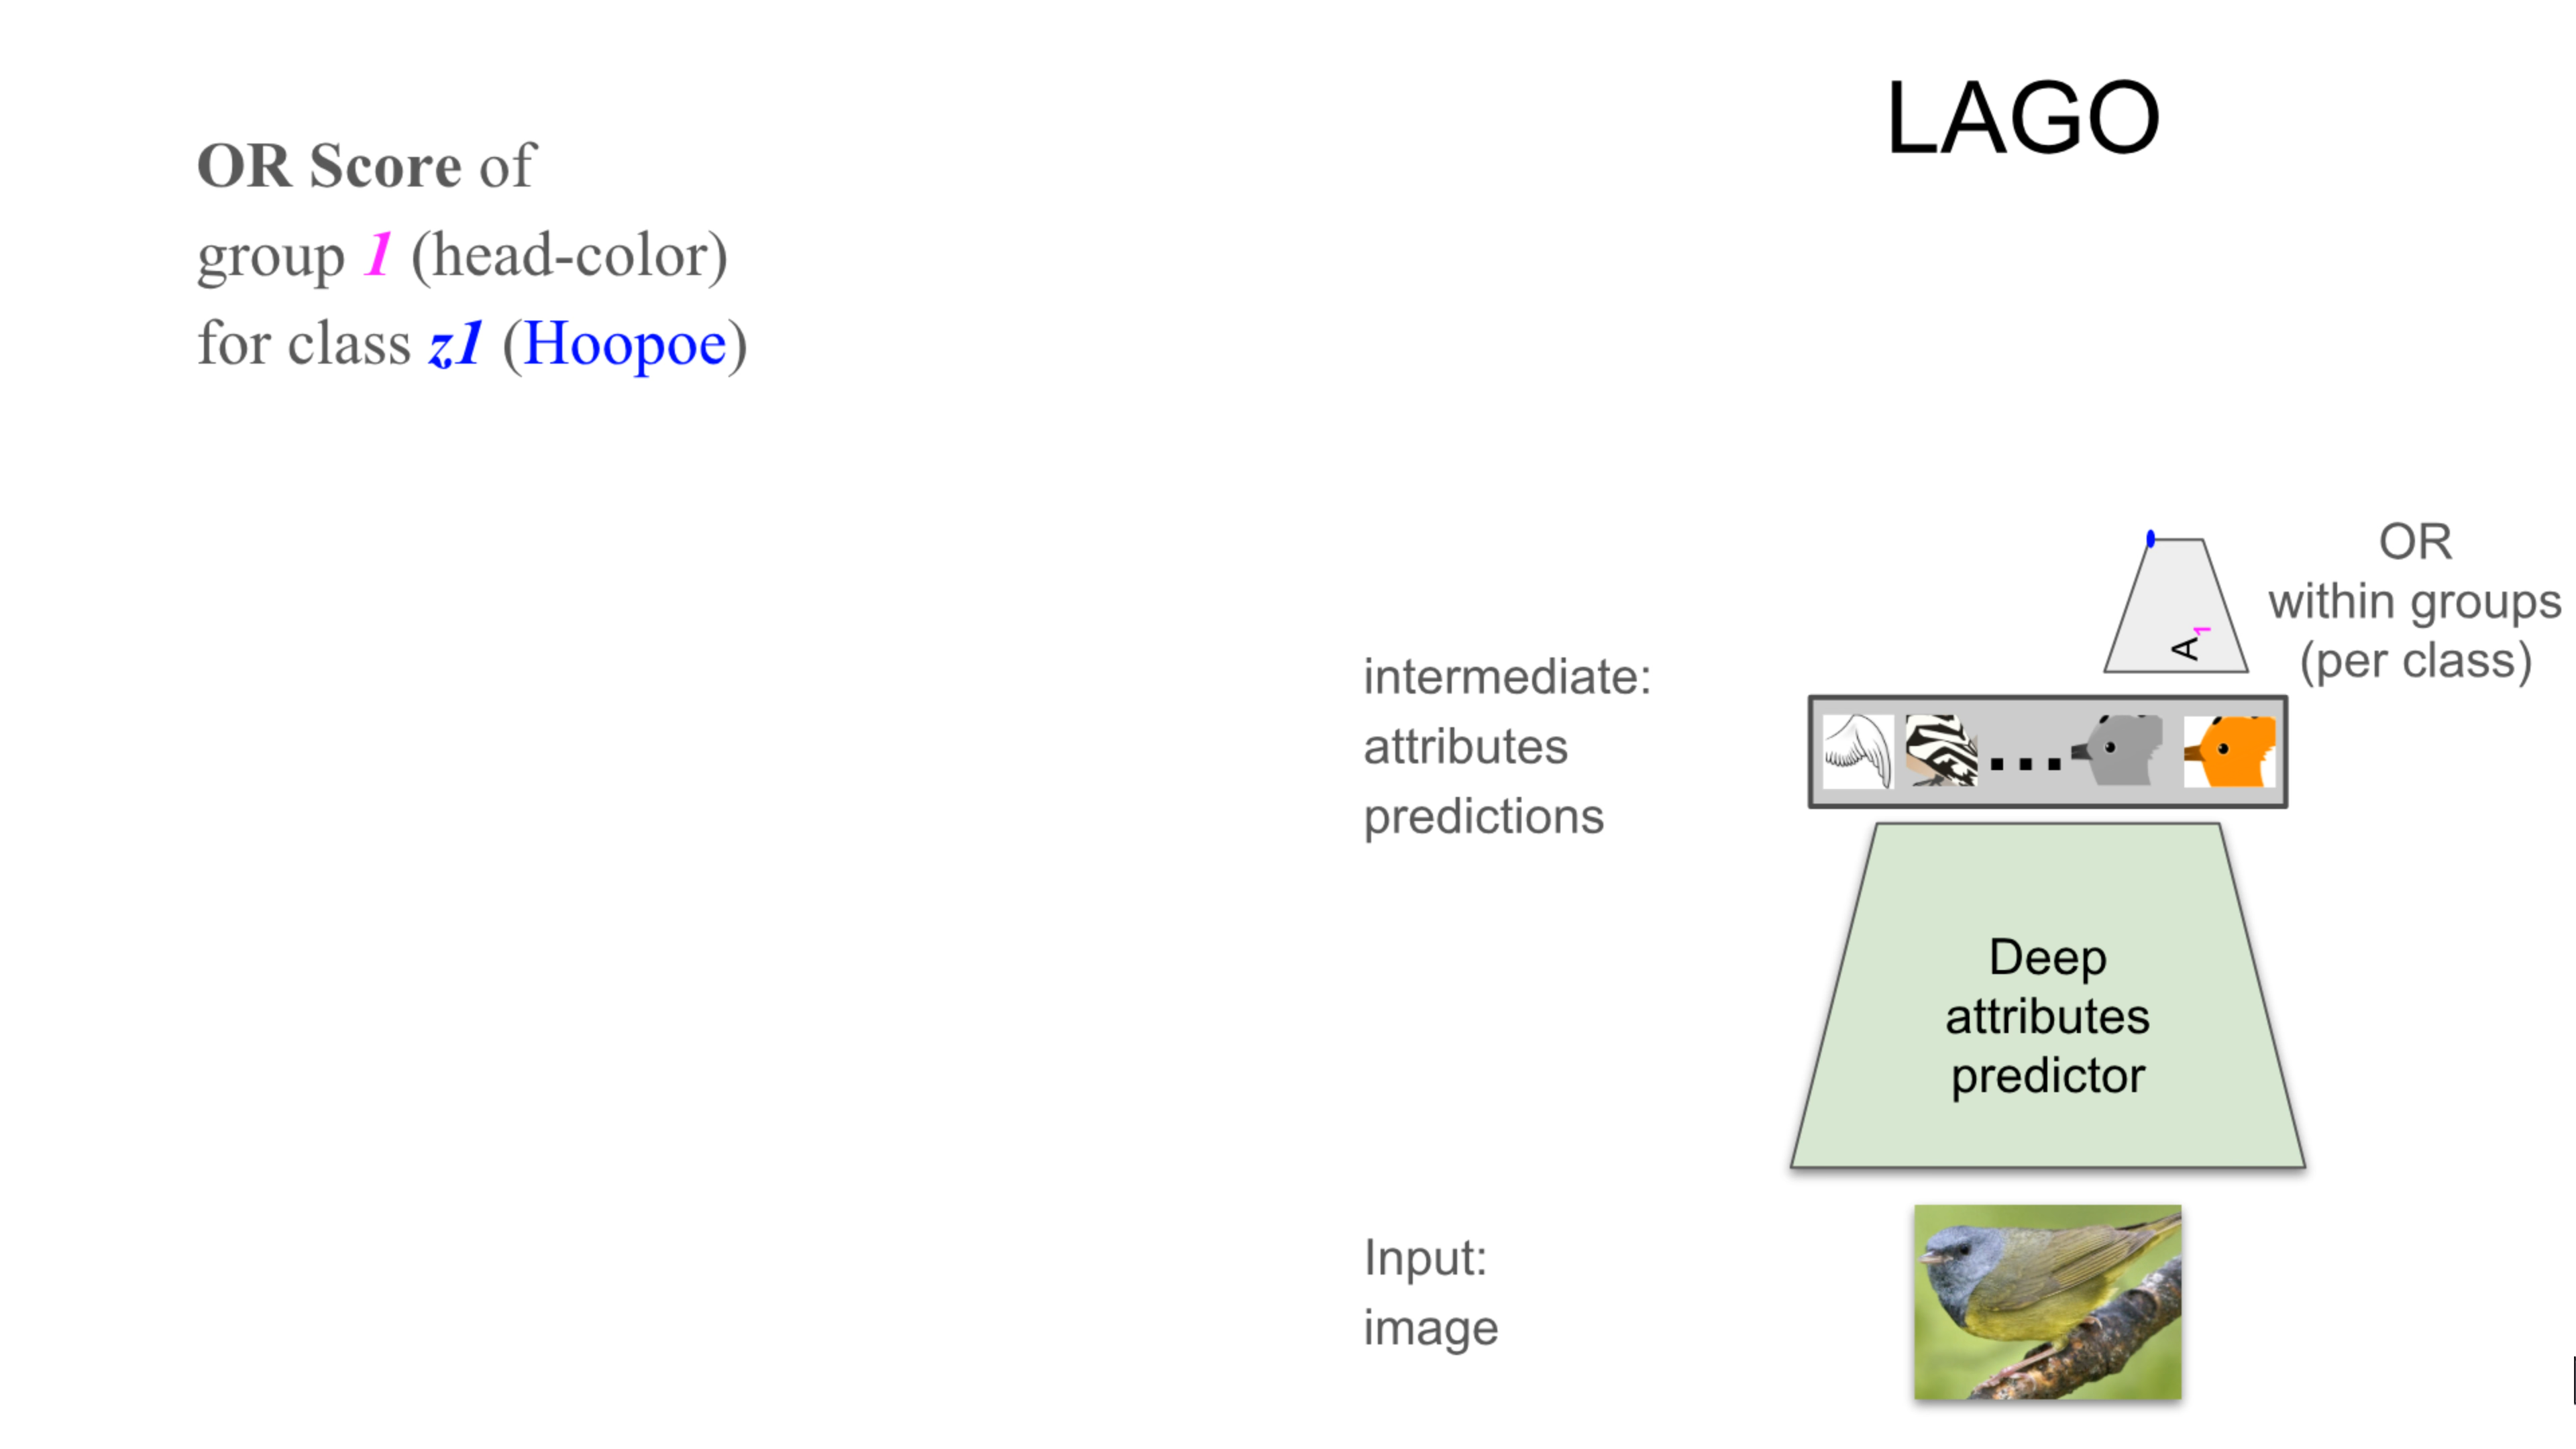 LAGO
OR Score of
group 1 (head-color)
for class z1 (Hoopoe)
OR
within groups
(per class)
A1
intermediate:
attributes
predictions
...
Deep
attributes
predictor
Input:
image